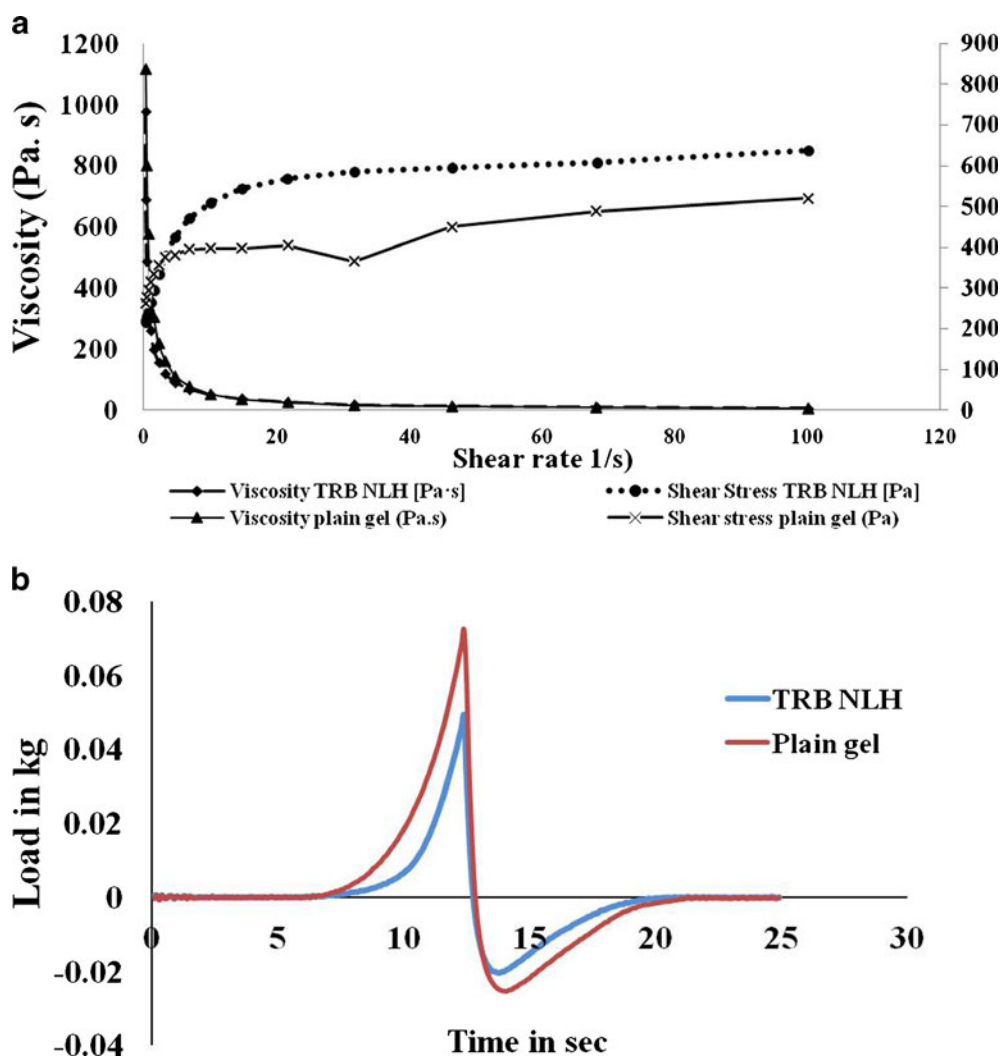 a
Viscosity (Pa. s)
1200
1000
800
600
400
200
0
900
800
700
600
500
400
300
200
100
0
0 20 40 60 80 100 120
Shear rate 1/s)
Viscosity TRB NLH [Pa·s]
Shear Stress TRB NLH [Pa]
Viscosity plain gel (Pa.s)
Shear stress plain gel (Pa)
b
Load in kg
0.08
0.06
0.04
0.02
0
-0.02
-0.04
0 5 10 15 20 25 30
TRB NLH
Plain gel
Time in sec